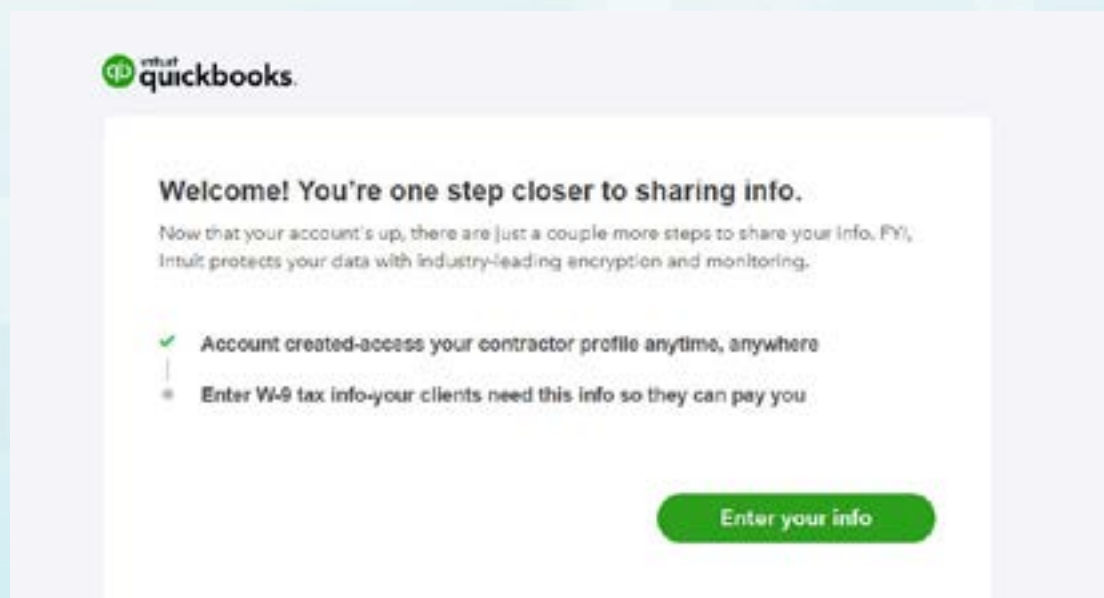 intuit
quickbooks.
Welcome! You're one step closer to sharing info.
Now that your account's up, there are just a couple more steps to share your info. FYI,
Intuit protects your data with industry-leading encryption and monitoring.
Account created-access your contractor profile anytime, anywhere
Enter W-9 tax info-your clients need this info so they can pay you
Enter your info